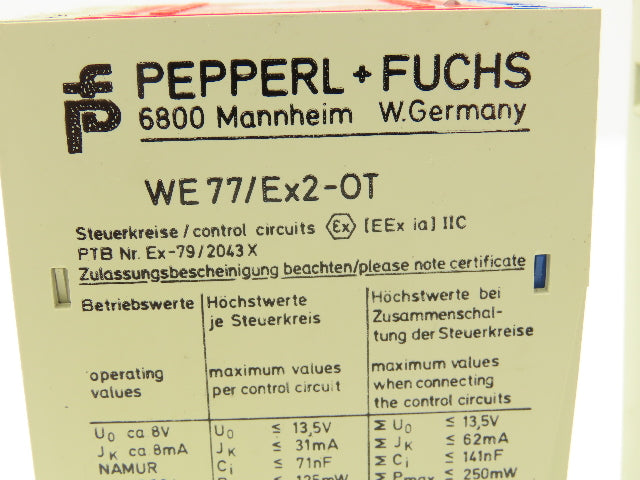 PEPPERL + FUCHS
6800 Mannheim W.Germany
WE 77/Ex2-OT
Steuerkreise / control circuits Ex [EEx ia] IIC
PTB Nr. Ex-79/2043 X
Zulassungsbescheinigung beachten/please note certificate
Betriebswerte
operating
values
U₀ ca 8V
Jₖ ca.8mA
NAMUR
Höchstwerte
je Steuerkreis
maximum values
per control circuit
U₀ ≤ 13,5V
Jₖ ≤ 31mA
Cᵢ ≤ 71nF
≤ 125mW
Höchstwerte bei
Zusammenschal-
tung der Steuerkreise
maximum values
when connecting
the control circuits
Σ U₀ ≤ 13,5V
Σ Jₖ ≤ 62mA
Σ Cᵢ ≤ 141nF
Σ Pmax ≤ 250mW